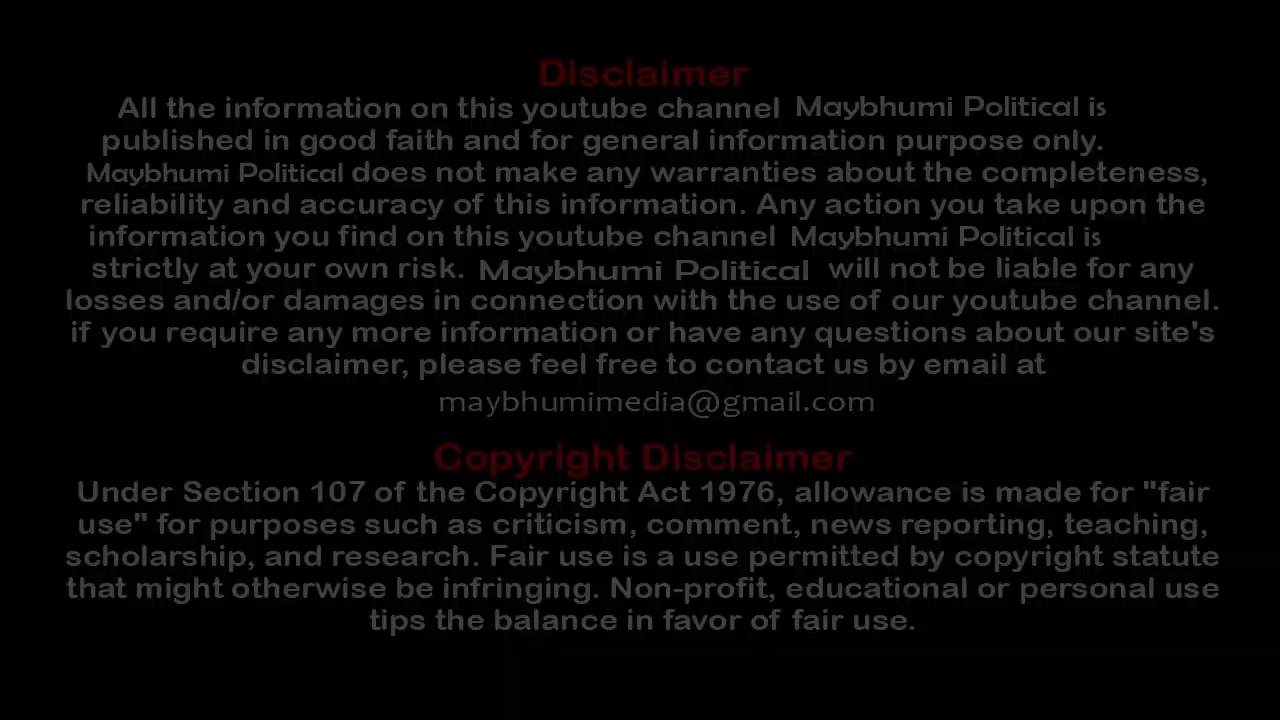 Disclaimer
All the information on this youtube channel Maybhumi Political is
published in good faith and for general information purpose only.
Maybhumi Political does not make any warranties about the completeness,
reliability and accuracy of this information. Any action you take upon the
information you find on this youtube channel Maybhumi Political is
strictly at your own risk. Maybhumi Political will not be liable for any
losses and/or damages in connection with the use of our youtube channel.
if you require any more information or have any questions about our site's
disclaimer, please feel free to contact us by email at
maybhumimedia@gmail.com
Copyright Disclaimer
Under Section 107 of the Copyright Act 1976, allowance is made for "fair
use" for purposes such as criticism, comment, news reporting, teaching,
scholarship, and research. Fair use is a use permitted by copyright statute
that might otherwise be infringing. Non-profit, educational or personal use
tips the balance in favor of fair use.